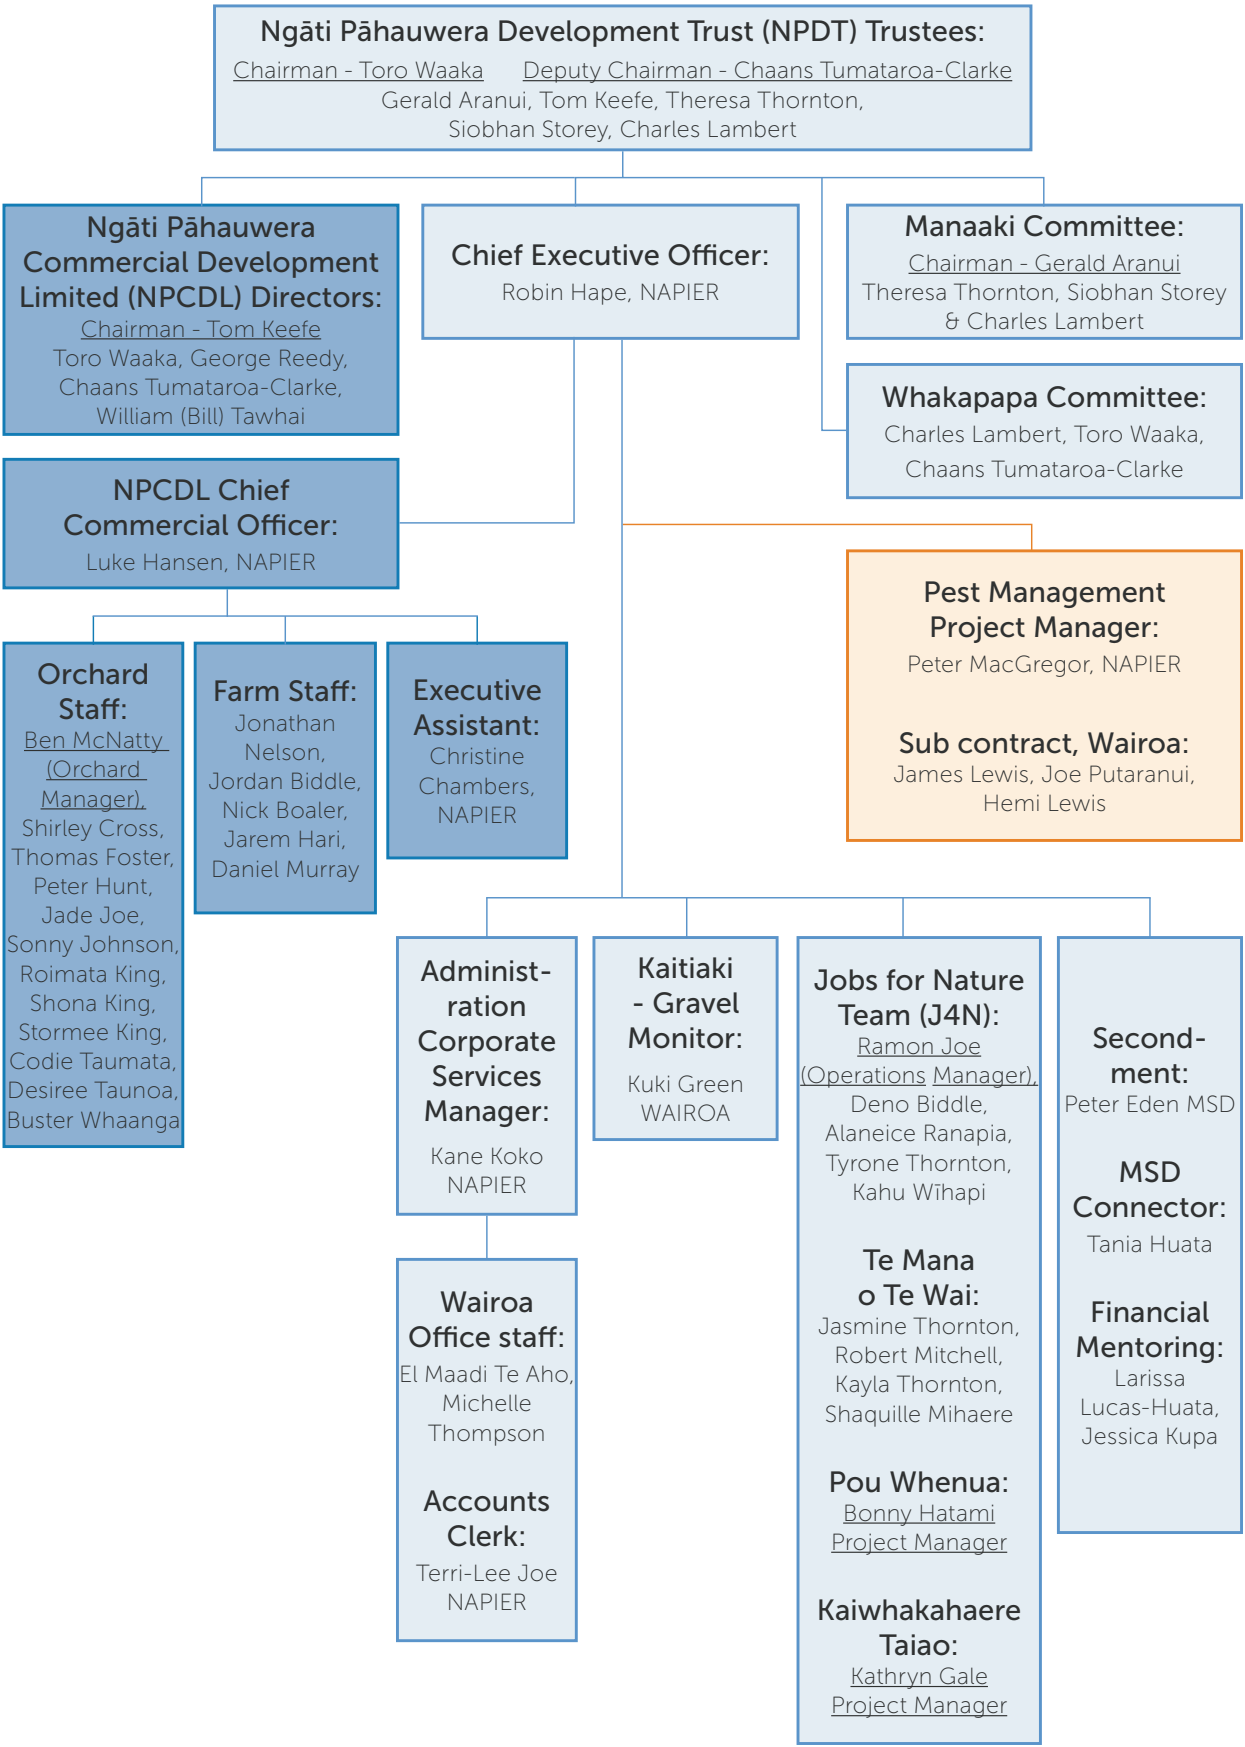 Ngāti Pāhauwera Development Trust (NPDT) Trustees:
Chairman - Toro Waaka Deputy Chairman - Chaans Tumataroa-Clarke
Gerald Aranui, Tom Keefe, Theresa Thornton,
Siobhan Storey, Charles Lambert
Ngāti Pāhauwera
Commercial Development
Limited (NPCDL) Directors:
Chairman - Tom Keefe
Toro Waaka, George Reedy,
Chaans Tumataroa-Clarke,
William (Bill) Tawhai
Chief Executive Officer:
Robin Hape, NAPIER
Manaaki Committee:
Chairman - Gerald Aranui
Theresa Thornton, Siobhan Storey
& Charles Lambert
Whakapapa Committee:
Charles Lambert, Toro Waaka,
Chaans Tumataroa-Clarke
NPCDL Chief
Commercial Officer:
Luke Hansen, NAPIER
Pest Management
Project Manager:
Peter MacGregor, NAPIER
Sub contract, Wairoa:
James Lewis, Joe Putaranui,
Hemi Lewis
Orchard
Staff:
Ben McNatty
(Orchard
Manager),
Shirley Cross,
Thomas Foster,
Peter Hunt,
Jade Joe,
Sonny Johnson,
Roimata King,
Shona King,
Stormee King,
Codie Taumata,
Desiree Taunoa,
Buster Whaanga
Farm Staff:
Jonathan
Nelson,
Jordan Biddle,
Nick Boaler,
Jarem Hari,
Daniel Murray
Executive
Assistant:
Christine
Chambers,
NAPIER
Administ-
ration
Corporate
Services
Manager:
Kane Koko
NAPIER
Wairoa
Office staff:
El Maadi Te Aho,
Michelle
Thompson
Accounts
Clerk:
Terri-Lee Joe
NAPIER
Kaitiaki
- Gravel
Monitor:
Kuki Green
WAIROA
Jobs for Nature
Team (J4N):
Ramon Joe
(Operations Manager),
Deno Biddle,
Alaneice Ranapia,
Tyrone Thornton,
Kahu Wīhapi
Te Mana
o Te Wai:
Jasmine Thornton,
Robert Mitchell,
Kayla Thornton,
Shaquille Mihaere
Pou Whenua:
Bonny Hatami
Project Manager
Kaiwhakahaere
Taiao:
Kathryn Gale
Project Manager
Second-
ment:
Peter Eden MSD
MSD
Connector:
Tania Huata
Financial
Mentoring:
Larissa
Lucas-Huata,
Jessica Kupa